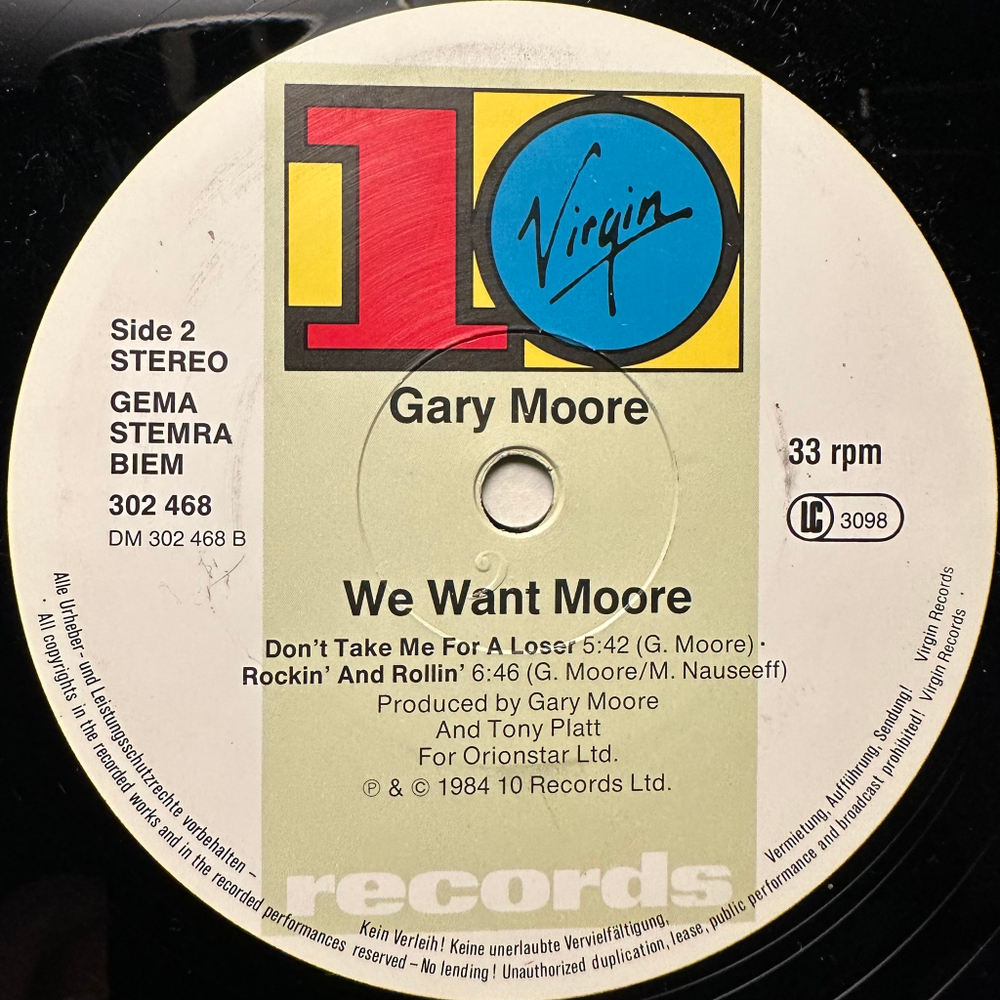 10
Virgin
Side 2
STEREO
GEMA
STEMRA
BIEM
302 468
DM 302 468 B
Gary Moore
33 rpm
LC 3098
2
We Want Moore
Don't Take Me For A Loser 5:42 (G. Moore) ·
Rockin' And Rollin' 6:46 (G. Moore/M. Nauseeff)
Produced by Gary Moore
And Tony Platt
For Orionstar Ltd.
℗ & © 1984 10 Records Ltd.
records
Alle Urheber- und Leistungsschutzrechte vorbehalten – Kein Verleih! Keine unerlaubte Vervielfältigung, Vermietung, Aufführung, Sendung! Virgin Records
· All copyrights in the recorded works and in the recorded performances reserved – No lending! Unauthorized duplication, lease, public performance and broadcast prohibited! Virgin Records ·